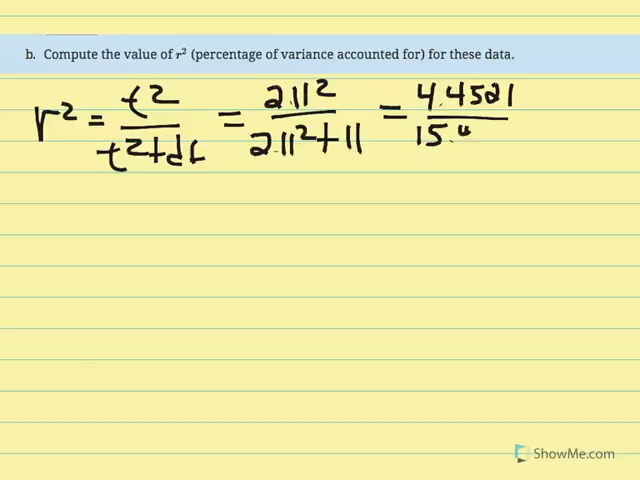 b. Compute the value of r² (percentage of variance accounted for) for these data.
r² = t²/t²+df = 2.11²/2.11²+11 = 4.4521/15.4
ShowMe.com